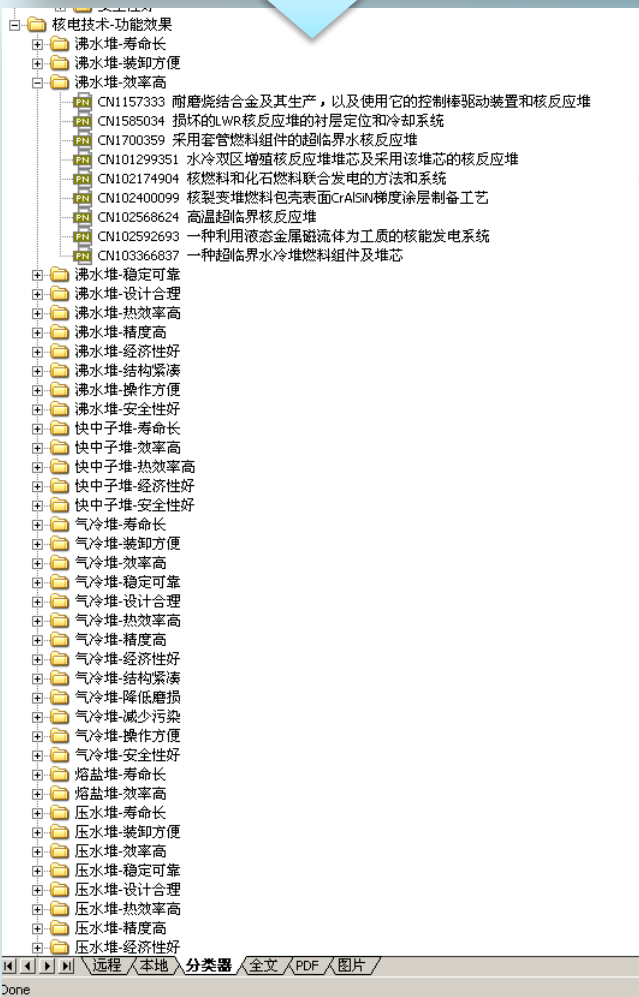 核电技术-功能效果
沸水堆-寿命长
沸水堆-装卸方便
沸水堆-效率高
PN CN1157333 耐磨烧结合金及其生产，以及使用它的控制棒驱动装置和核反应堆
PN CN1585034 损坏的LWR核反应堆的衬层定位和冷却系统
PN CN1700359 采用套管燃料组件的超临界水核反应堆
PN CN101299351 水冷双区增殖核反应堆堆芯及采用该堆芯的核反应堆
PN CN102174904 核燃料和化石燃料联合发电的方法和系统
PN CN102400099 核裂变堆燃料包壳表面CrAlSiN梯度涂层制备工艺
PN CN102568624 高温超临界核反应堆
PN CN102592693 一种利用液态金属磁流体为工质的核能发电系统
PN CN103366837 一种超临界水冷堆燃料组件及堆芯
沸水堆-稳定可靠
沸水堆-设计合理
沸水堆-热效率高
沸水堆-精度高
沸水堆-经济性好
沸水堆-结构紧凑
沸水堆-操作方便
沸水堆-安全性好
快中子堆-寿命长
快中子堆-效率高
快中子堆-热效率高
快中子堆-经济性好
快中子堆-安全性好
气冷堆-寿命长
气冷堆-装卸方便
气冷堆-效率高
气冷堆-稳定可靠
气冷堆-设计合理
气冷堆-热效率高
气冷堆-精度高
气冷堆-经济性好
气冷堆-结构紧凑
气冷堆-降低磨损
气冷堆-减少污染
气冷堆-操作方便
气冷堆-安全性好
熔盐堆-寿命长
熔盐堆-效率高
压水堆-寿命长
压水堆-装卸方便
压水堆-效率高
压水堆-稳定可靠
压水堆-设计合理
压水堆-热效率高
压水堆-精度高
压水堆-经济性好
远程 本地 分类器 全文 PDF 图片
Done